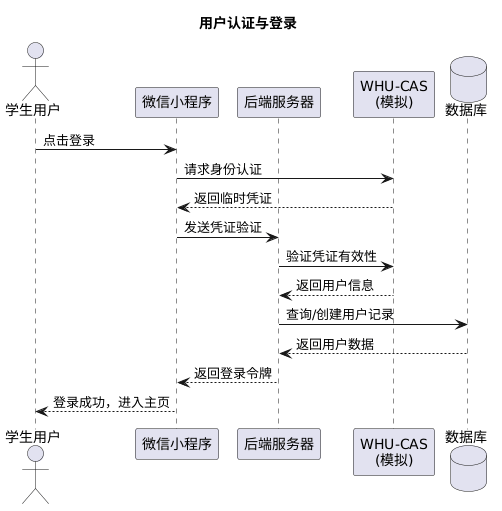 用户认证与登录
学生用户
微信小程序
后端服务器
WHU-CAS
(模拟)
数据库
点击登录
请求身份认证
返回临时凭证
发送凭证验证
验证凭证有效性
返回用户信息
查询/创建用户记录
返回用户数据
返回登录令牌
登录成功，进入主页
学生用户
微信小程序
后端服务器
WHU-CAS
(模拟)
数据库